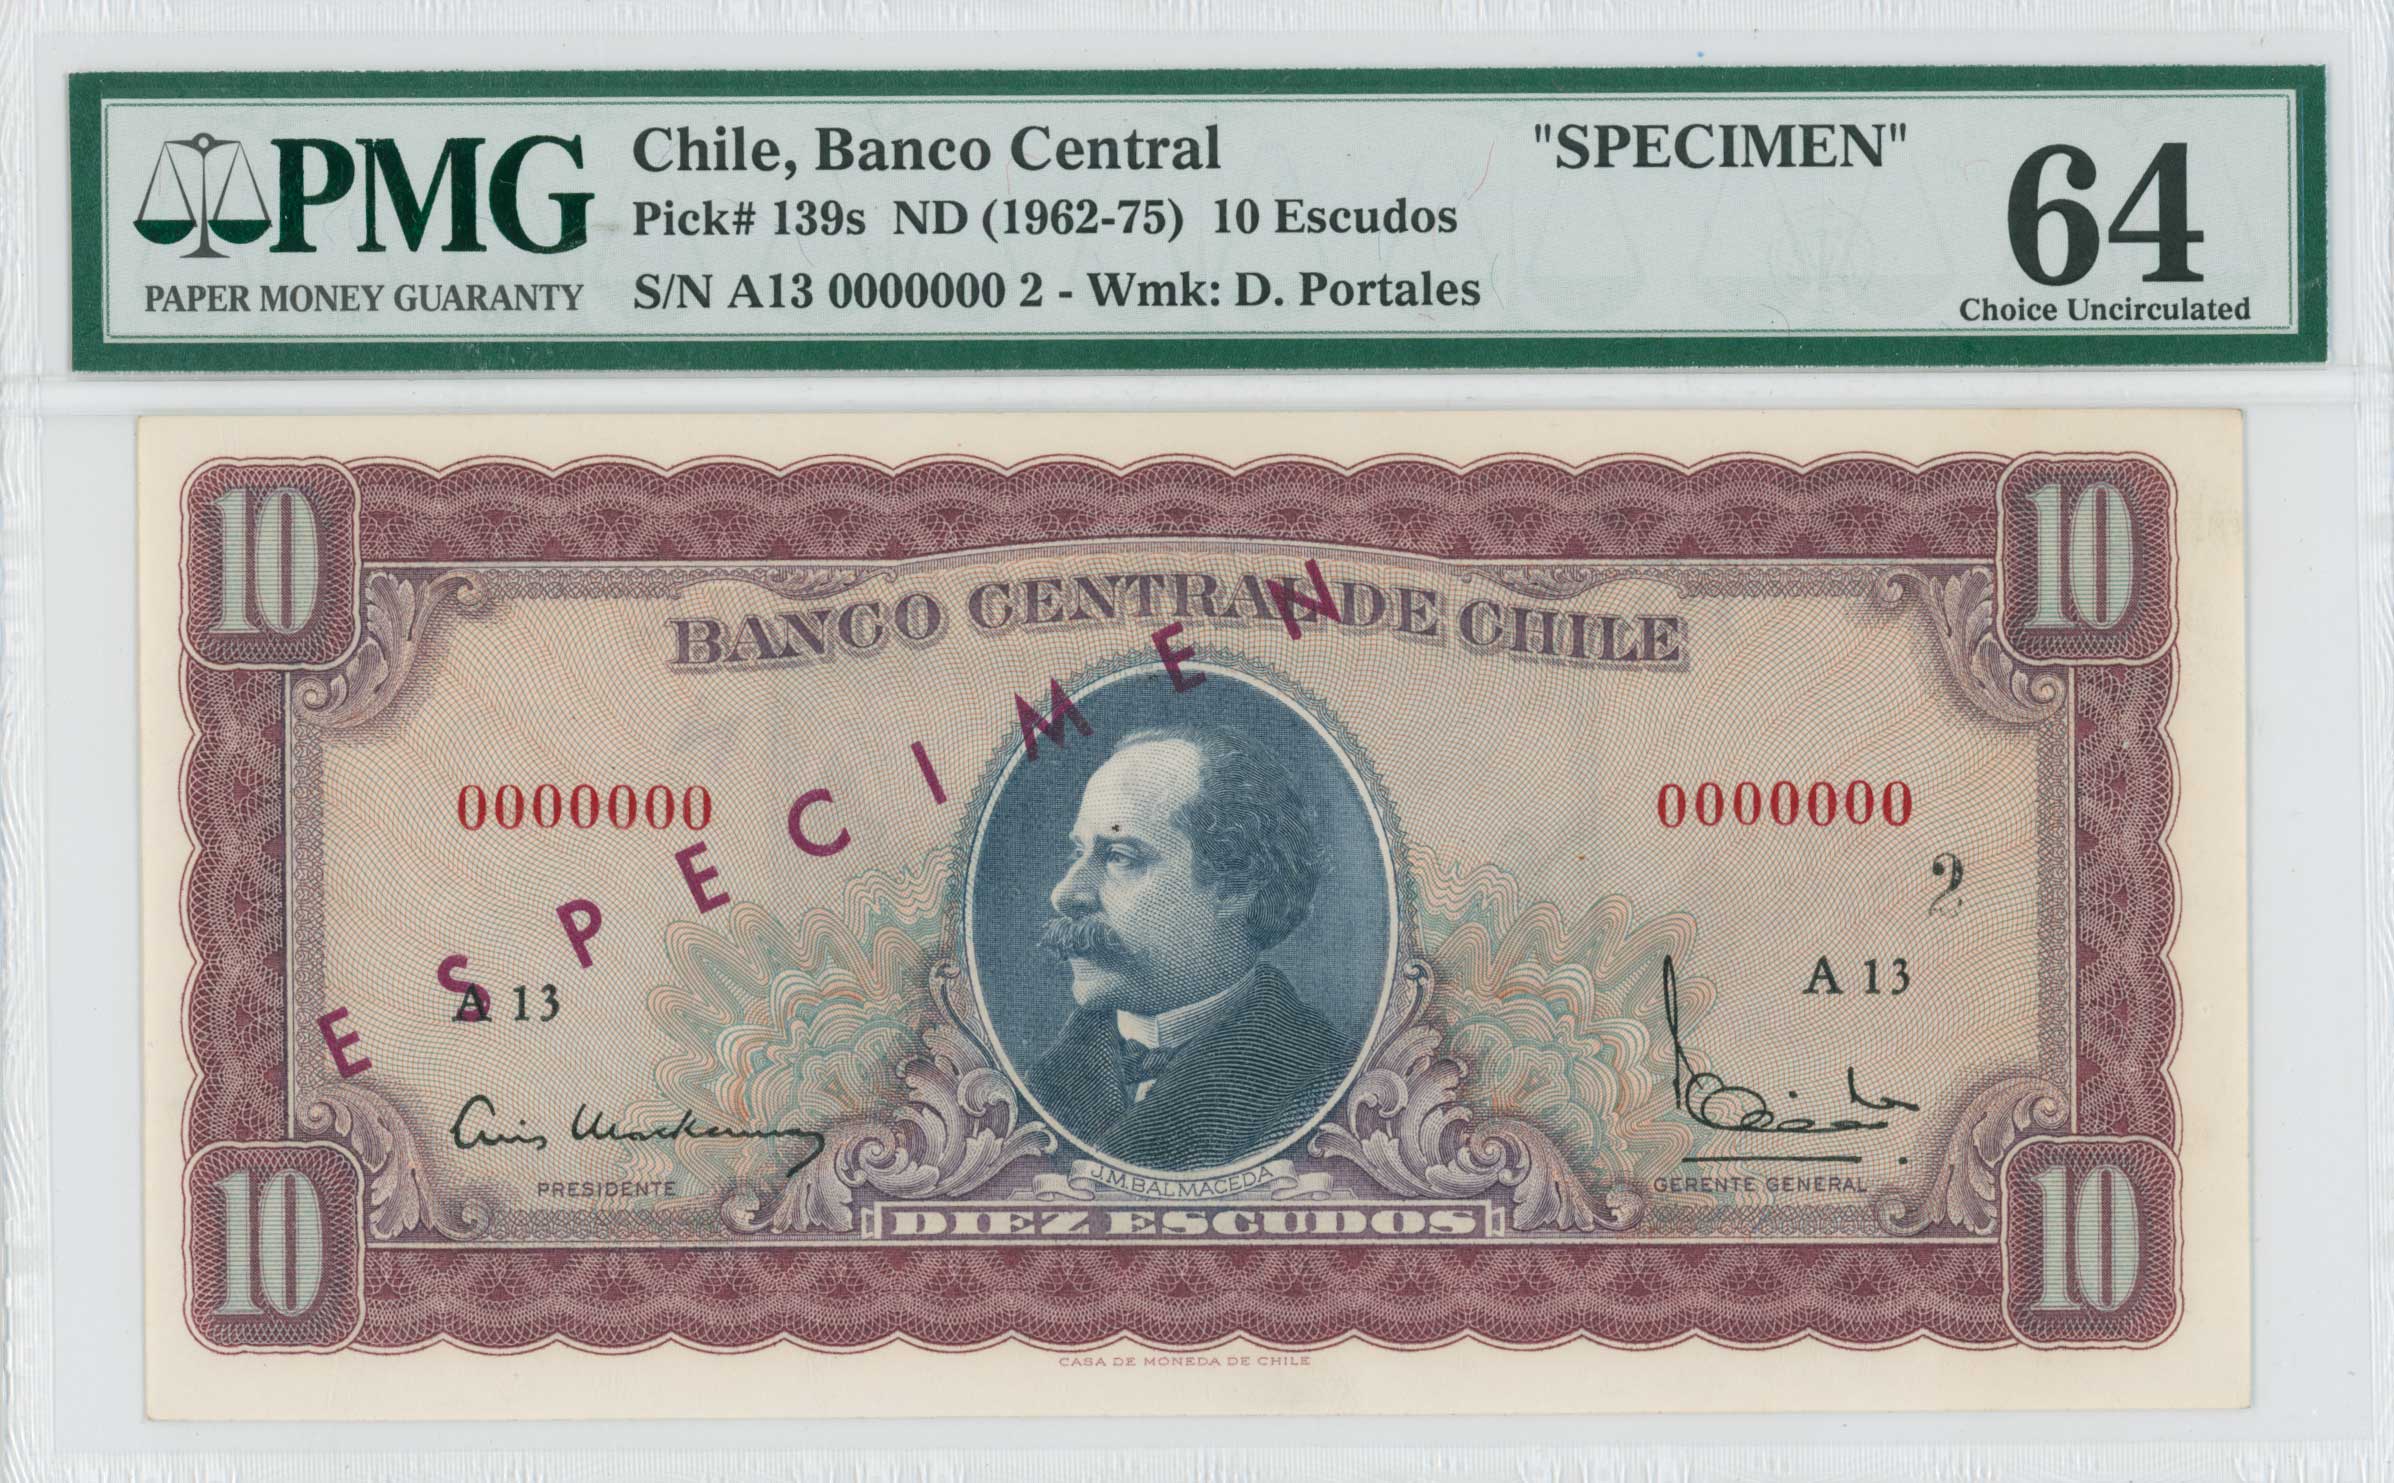 PMG
PAPER MONEY GUARANTY
Chile, Banco Central
"SPECIMEN"
Pick# 139s ND (1962-75) 10 Escudos
S/N A13 0000000 2 - Wmk: D. Portales
64
Choice Uncirculated
10
10
BANCO CENTRAL DE CHILE
ESPECIMEN
0000000
0000000
2
A 13
A 13
PRESIDENTE
GERENTE GENERAL
J.M.BALMACEDA
DIEZ ESCUDOS
10
10
CASA DE MONEDA DE CHILE